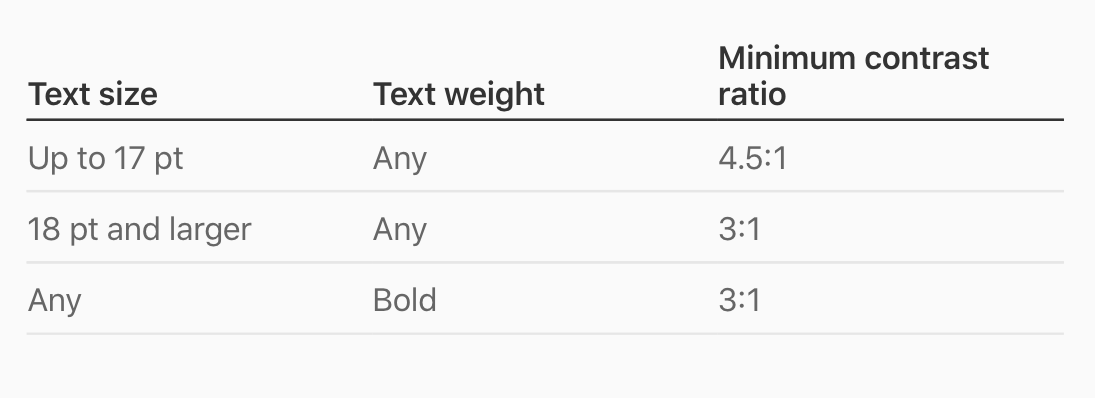 Text size Text weight Minimum contrast ratio
Up to 17 pt Any 4.5:1
18 pt and larger Any 3:1
Any Bold 3:1